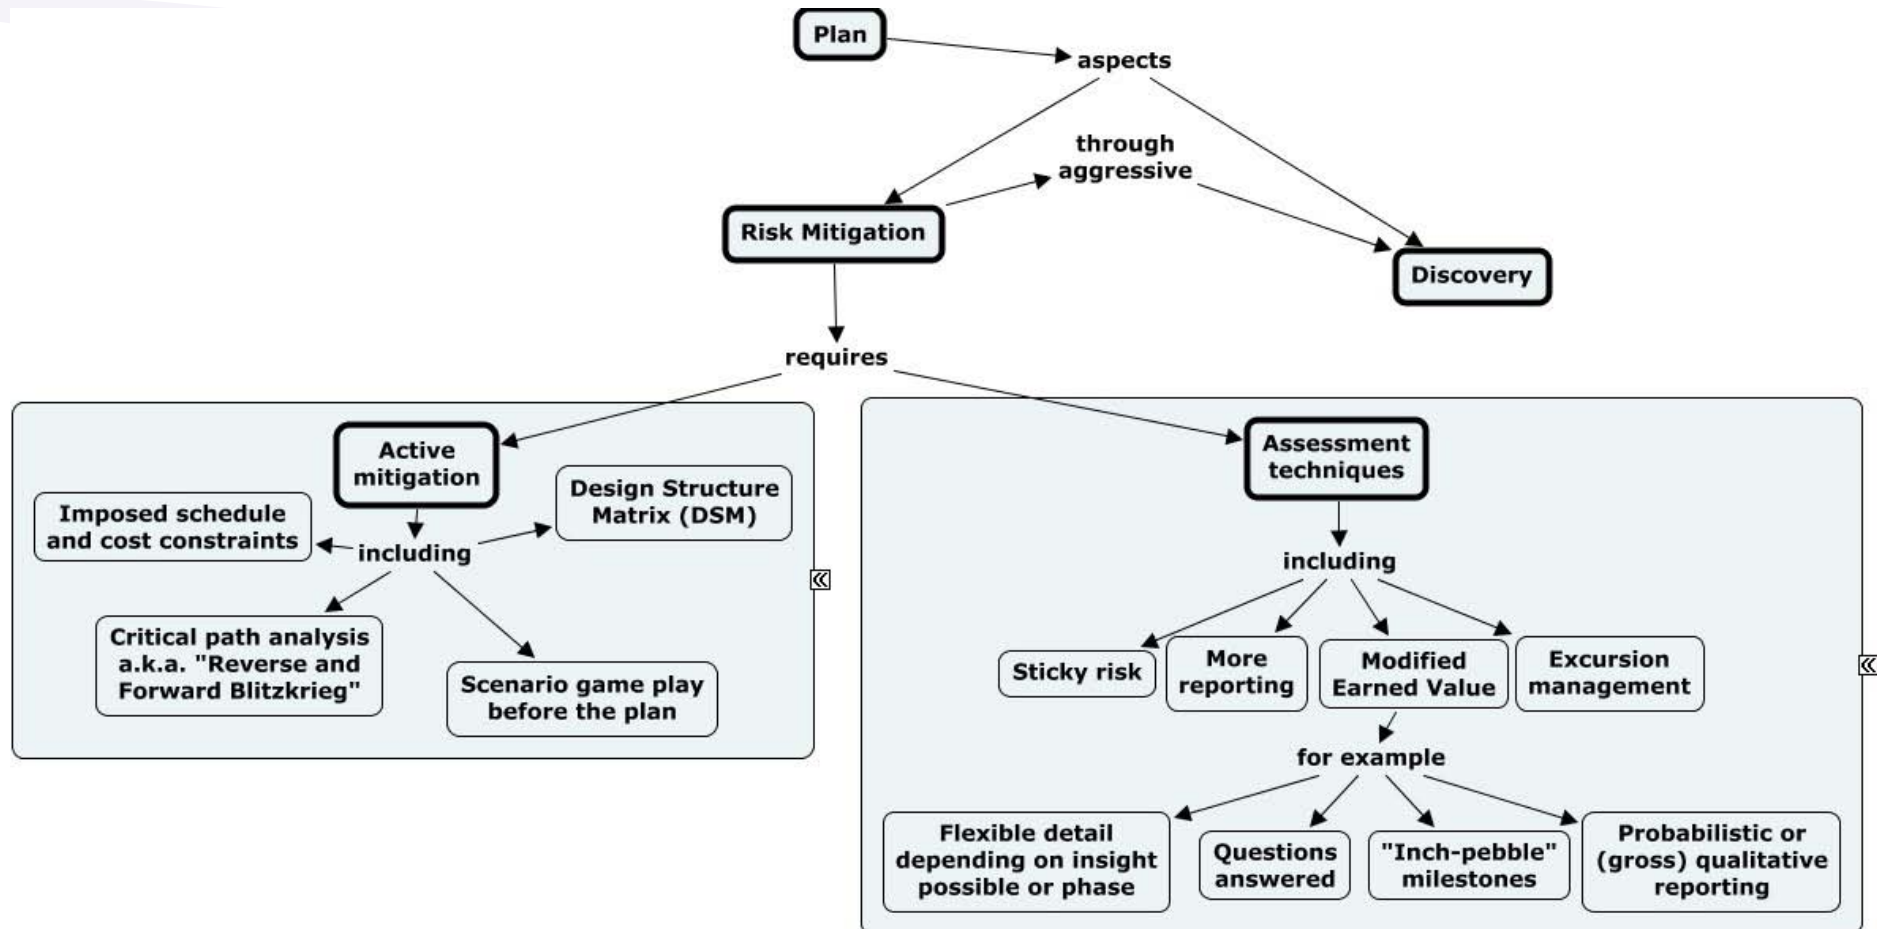 Plan
aspects
through
aggressive
Risk Mitigation
Discovery
requires
Active
mitigation
Design Structure
Matrix (DSM)
Imposed schedule
and cost constraints
including
Critical path analysis
a.k.a. "Reverse and
Forward Blitzkrieg"
Scenario game play
before the plan
Assessment
techniques
including
Sticky risk
More
reporting
Modified
Earned Value
Excursion
management
for example
Flexible detail
depending on insight
possible or phase
Questions
answered
"Inch-pebble"
milestones
Probabilistic or
(gross) qualitative
reporting